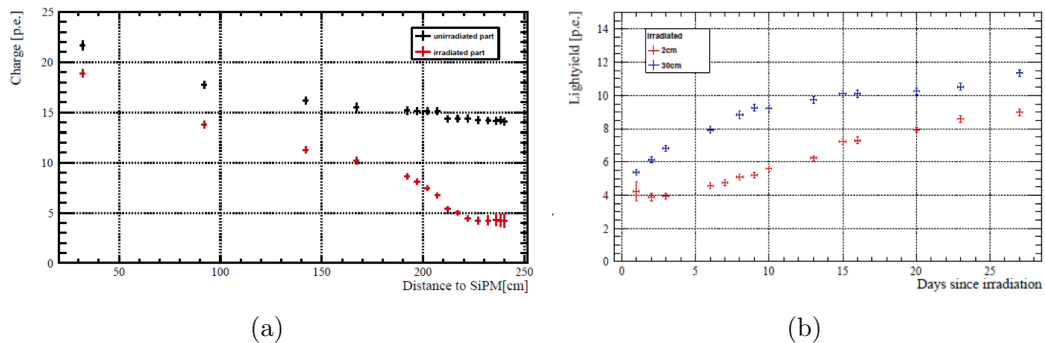 Charge [p.e.]
25
20
15
10
5
0
unirradiated part
irradiated part
50
100
150
200
250
Distance to SiPM[cm]
(a)
Lightyield [p.e.]
14
12
10
8
6
4
2
0
Irradiated
2cm
30cm
0
5
10
15
20
25
Days since irradiation
(b)